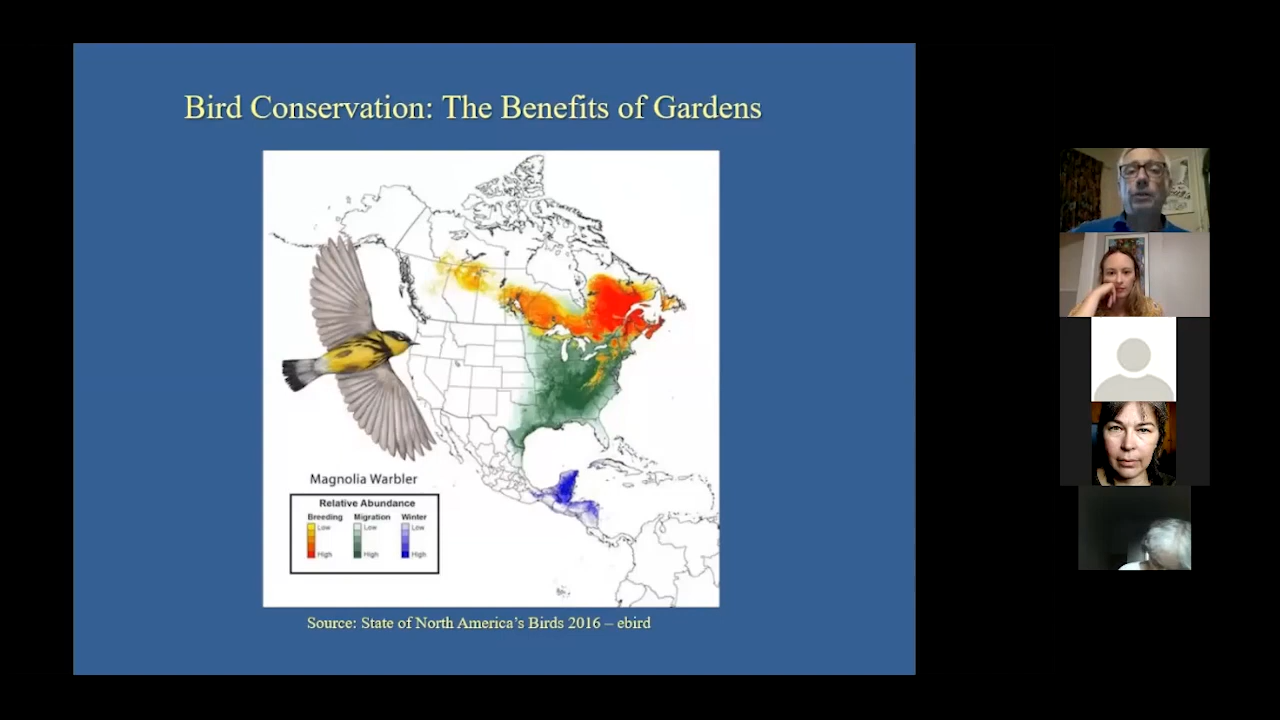 Bird Conservation: The Benefits of Gardens
Magnolia Warbler
Relative Abundance
Breeding Migration Winter
Low Low Low
High High High
Source: State of North America's Birds 2016 – ebird